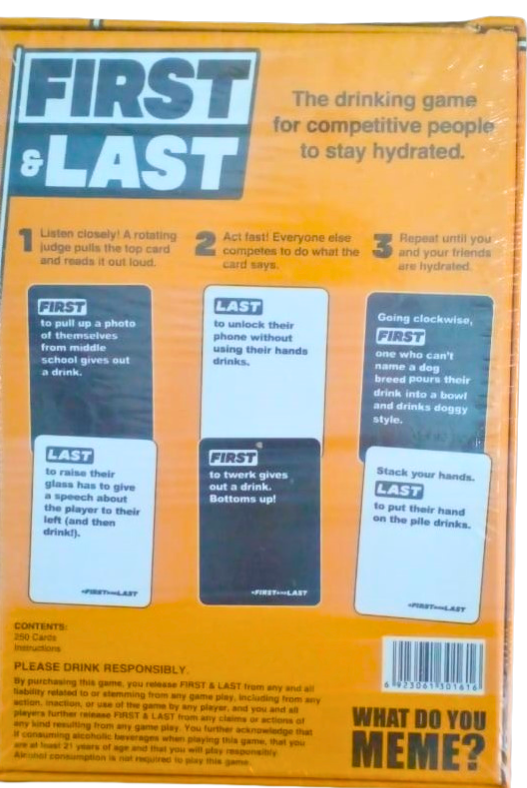 FIRST
& LAST
The drinking game
for competitive people
to stay hydrated.
1 Listen closely! A rotating
judge pulls the top card
and reads it out loud.
2 Act fast! Everyone else
competes to do what the
card says.
3 Repeat until you
and your friends
are hydrated.
FIRST
to pull up a photo
of themselves
from middle
school gives out
a drink.
LAST
to raise their
glass has to give
a speech about
the player to their
left (and then
drink!).
#FIRSTANDLAST
LAST
to unlock their
phone without
using their hands
drinks.
FIRST
to twerk gives
out a drink.
Bottoms up!
#FIRSTANDLAST
Going clockwise,
FIRST
one who can't
name a dog
breed pours their
drink into a bowl
and drinks doggy
style.
Stack your hands.
LAST
to put their hand
on the pile drinks.
#FIRSTANDLAST
CONTENTS:
250 Cards
Instructions
PLEASE DRINK RESPONSIBLY.
By purchasing this game, you release FIRST & LAST from any and all
liability related to or stemming from any game play, including from any
action, inaction, or use of the game by any player, and you and all
players further release FIRST & LAST from any claims or actions of
any kind resulting from any game play. You further acknowledge that
if consuming alcoholic beverages when playing this game, that you
are at least 21 years of age and that you will play responsibly.
Alcohol consumption is not required to play this game.
6 923061 301616
WHAT DO YOU
MEME?